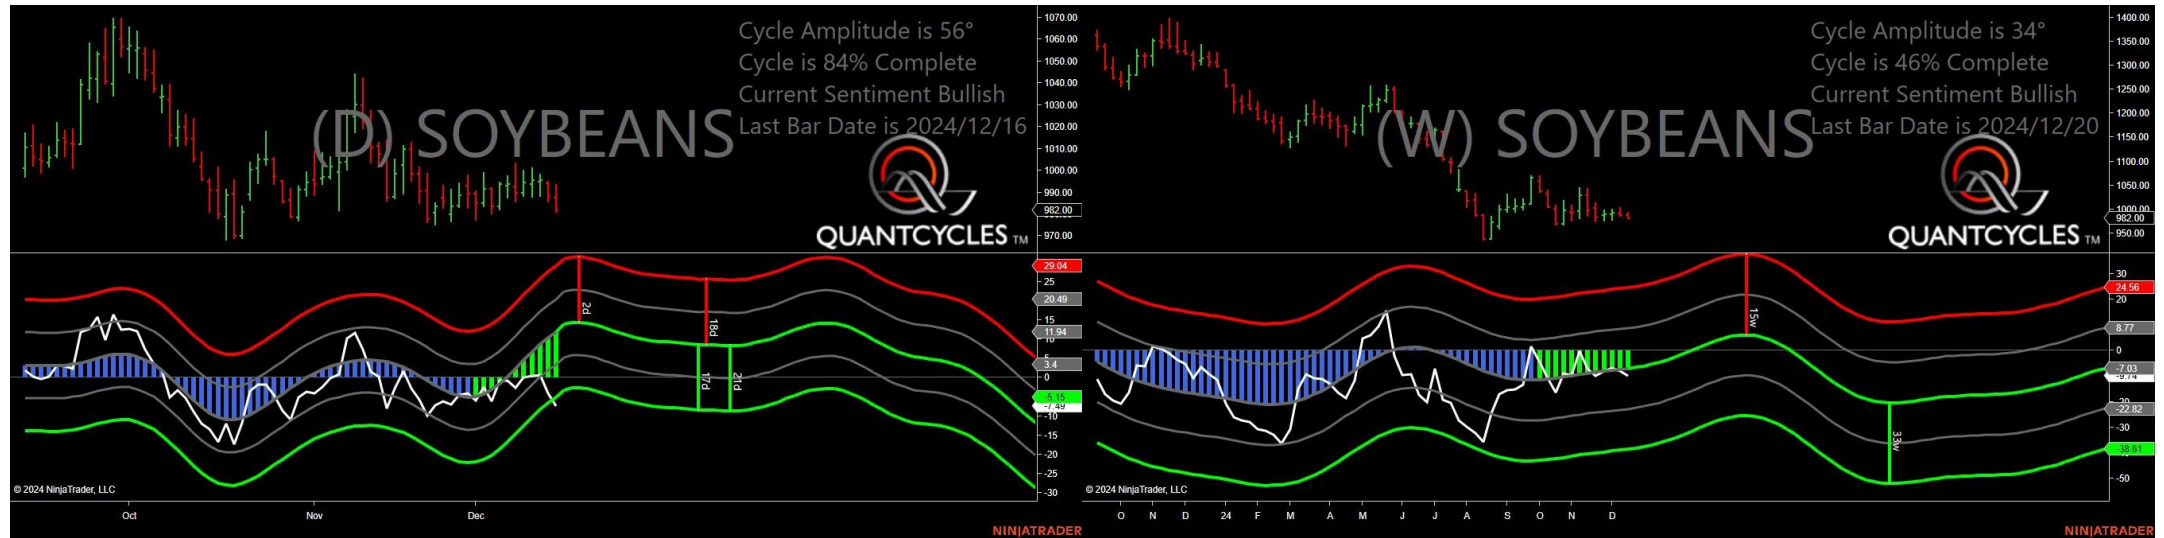 Cycle Amplitude is 56°
Cycle is 84% Complete
Current Sentiment Bullish
Last Bar Date is 2024/12/16
(D) SOYBEANS
QUANTCYCLES TM
1070.00
1060.00
1050.00
1040.00
1030.00
1020.00
1010.00
1000.00
990.00
982.00
970.00
29.04
25
20.49
15
11.94
3.4
0
-5.15
-7.49
-10
-15
-20
-25
-30
2d
18d
17d
21d
© 2024 NinjaTrader, LLC
Oct Nov Dec
NINJATRADER
Cycle Amplitude is 34°
Cycle is 46% Complete
Current Sentiment Bullish
Last Bar Date is 2024/12/20
(W) SOYBEANS
QUANTCYCLES TM
1400.00
1350.00
1300.00
1250.00
1200.00
1150.00
1100.00
1050.00
1000.00
982.00
950.00
30
24.56
20
8.77
0
-7.03
-22.82
-30
-38.61
-50
15w
33w
© 2024 NinjaTrader, LLC
O N D 24 F M A M J J A S O N D
NINJATRADER